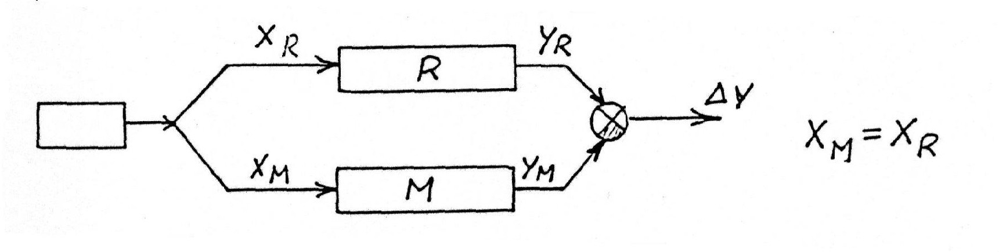 X_R
R
Y_R
ΔY
X_M = X_R
X_M
M
Y_M